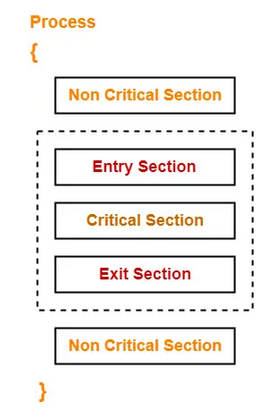 Process
{
Non Critical Section
Entry Section
Critical Section
Exit Section
Non Critical Section
}